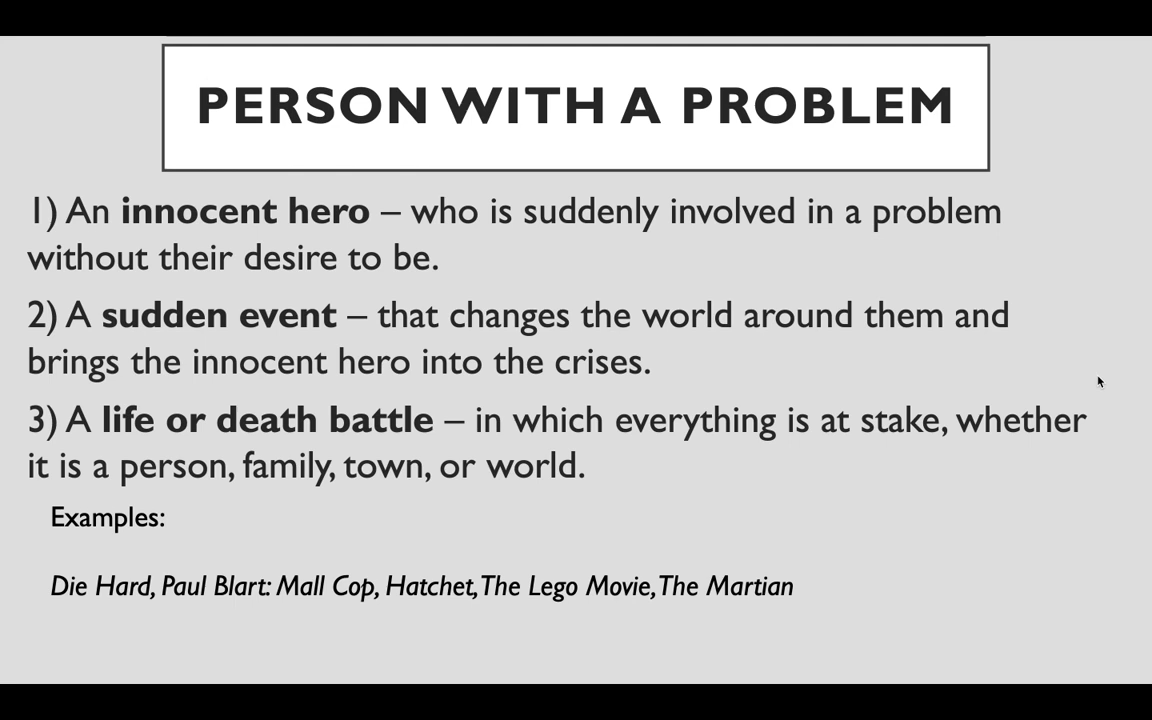 PERSON WITH A PROBLEM
1) An innocent hero – who is suddenly involved in a problem
without their desire to be.
2) A sudden event – that changes the world around them and
brings the innocent hero into the crises.
3) A life or death battle – in which everything is at stake, whether
it is a person, family, town, or world.
Examples:
Die Hard, Paul Blart: Mall Cop, Hatchet, The Lego Movie, The Martian